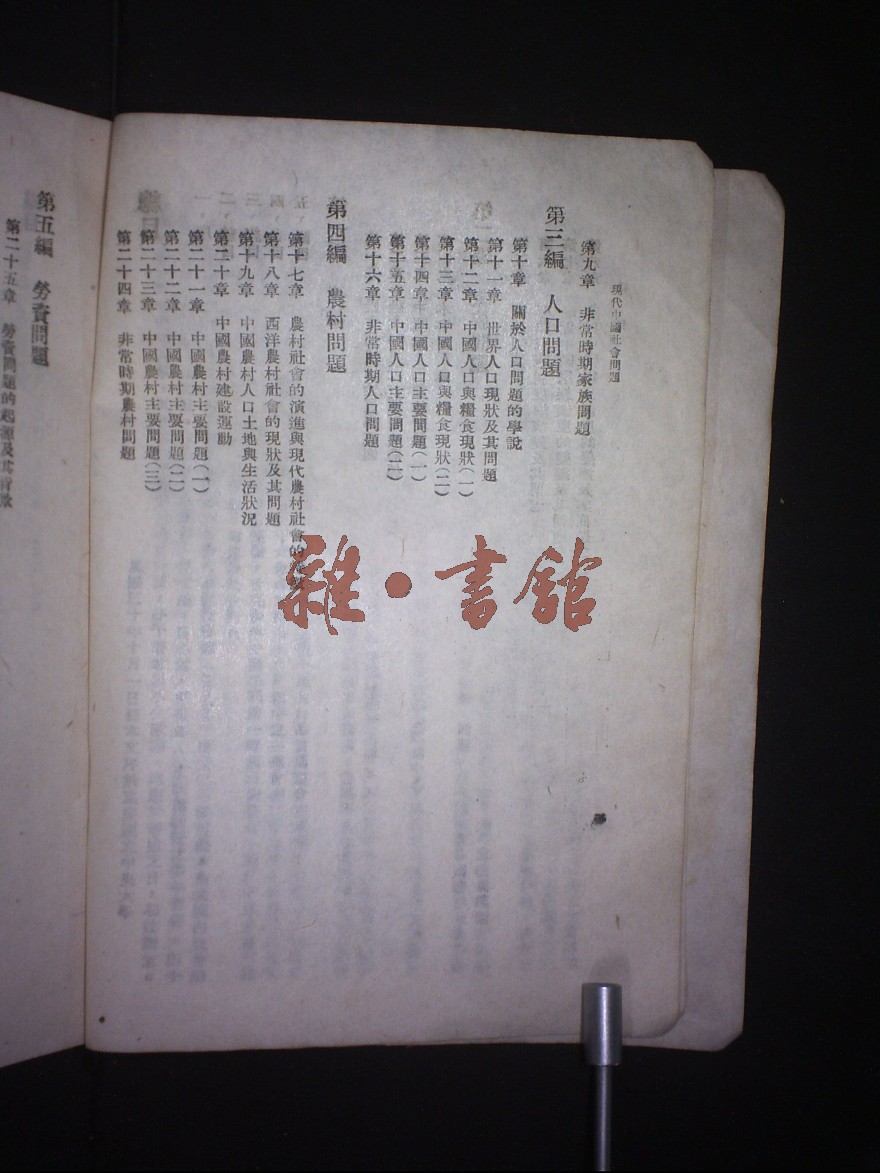 現代中國社會問題
第九章　非常時期家族問題
第三編　人口問題
第十章　關於人口問題的學說
第十一章　世界人口現狀及其問題
第十二章　中國人口與糧食現狀(一)
第十三章　中國人口與糧食現狀(二)
第十四章　中國人口主要問題(一)
第十五章　中國人口主要問題(二)
第十六章　非常時期人口問題
第四編　農村問題
第十七章　農村社會的演進與現代農村社會的
第十八章　西洋農村社會的現狀及其問題
第十九章　中國農村人口土地與生活狀況
第二十章　中國農村建設運動
第二十一章　中國農村主要問題(一)
第二十二章　中國農村主要問題(二)
第二十三章　中國農村主要問題(三)
第二十四章　非常時期農村問題
第五編　勞資問題
第二十五章　勞資問題的起源及其
雜·書館